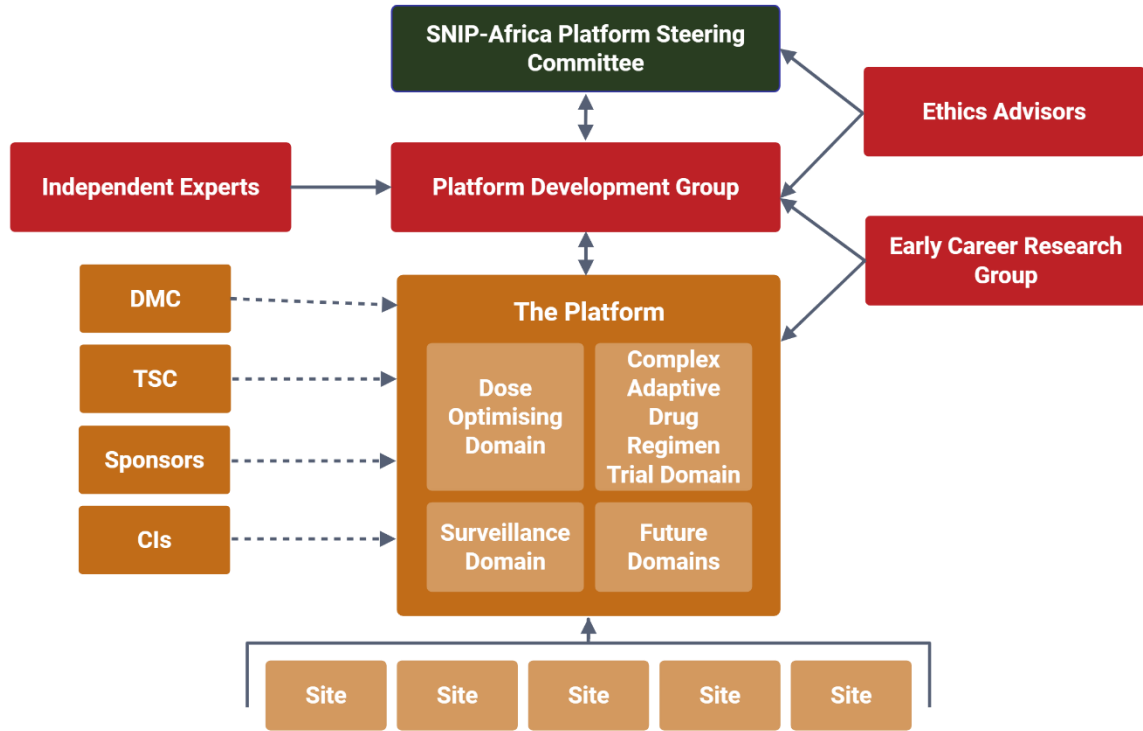 SNIP-Africa Platform Steering
Committee
Ethics Advisors
Independent Experts
Platform Development Group
Early Career Research
Group
DMC
TSC
Sponsors
CIs
The Platform
Dose
Optimising
Domain
Complex
Adaptive
Drug
Regimen
Trial Domain
Surveillance
Domain
Future
Domains
Site
Site
Site
Site
Site